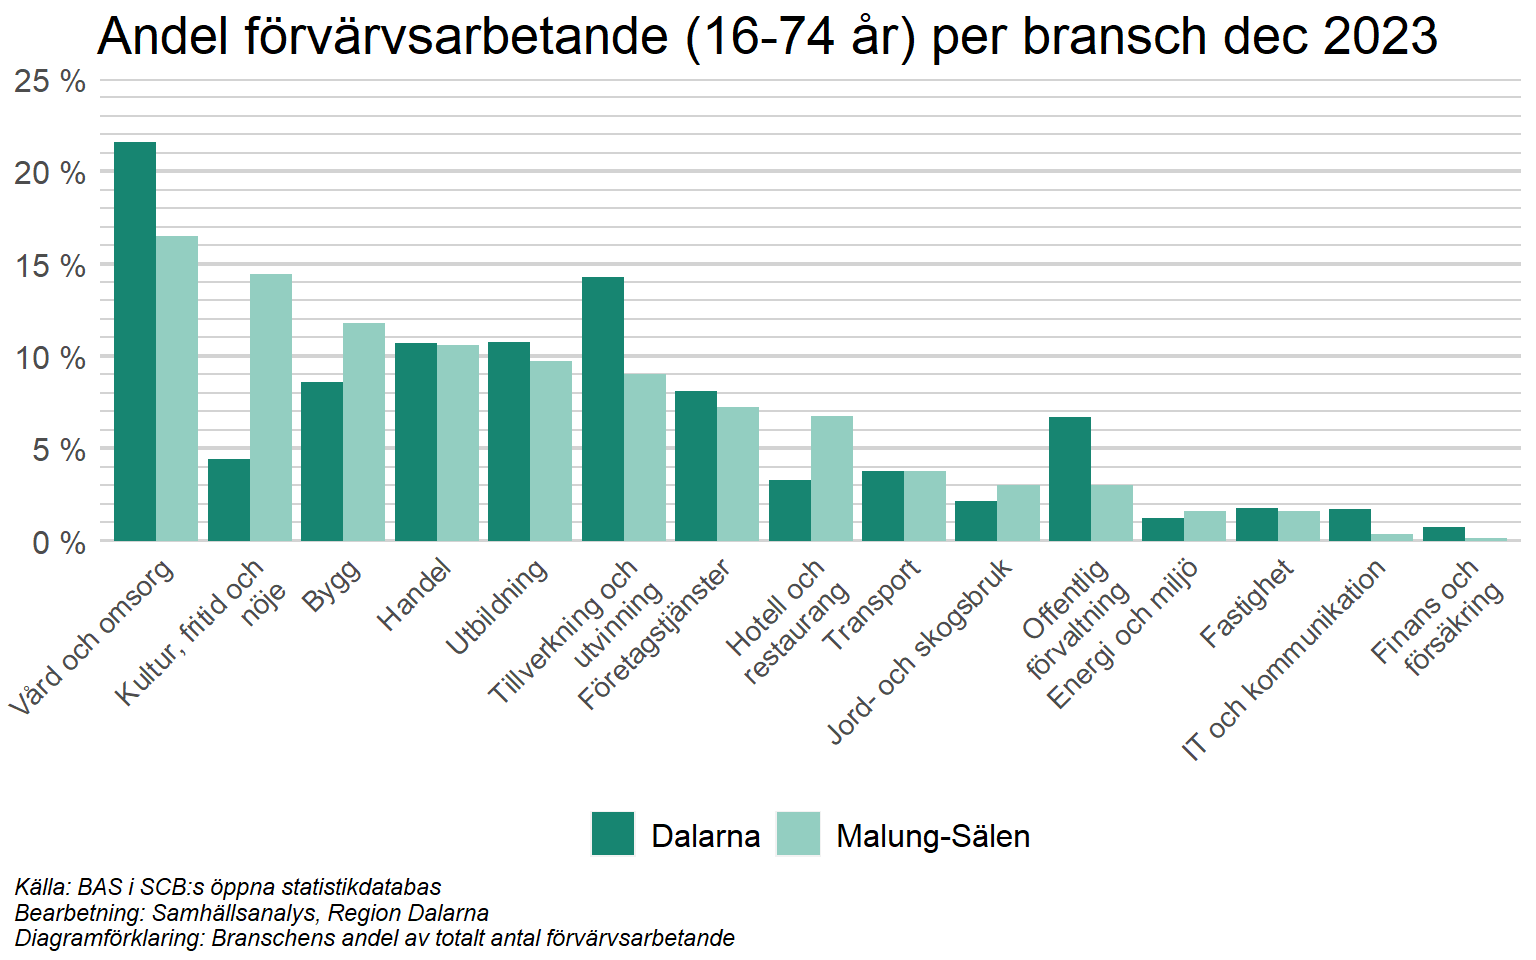 Andel förvärvsarbetande (16-74 år) per bransch dec 2023
25 %
20 %
15 %
10 %
5 %
0 %
Vård och omsorg
Kultur, fritid och
nöje
Bygg
Handel
Utbildning
Tillverkning och
utvinning
Företagstjänster
Hotell och
restaurang
Transport
Jord- och skogsbruk
Offentlig
förvaltning
Energi och miljö
Fastighet
IT och kommunikation
Finans och
försäkring
Dalarna
Malung-Sälen
Källa: BAS i SCB:s öppna statistikdatabas
Bearbetning: Samhällsanalys, Region Dalarna
Diagramförklaring: Branschens andel av totalt antal förvärvsarbetande